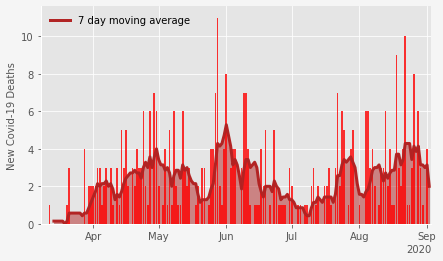 7 day moving average
New Covid-19 Deaths
10
8
6
4
2
0
Apr
May
Jun
Jul
Aug
Sep
2020